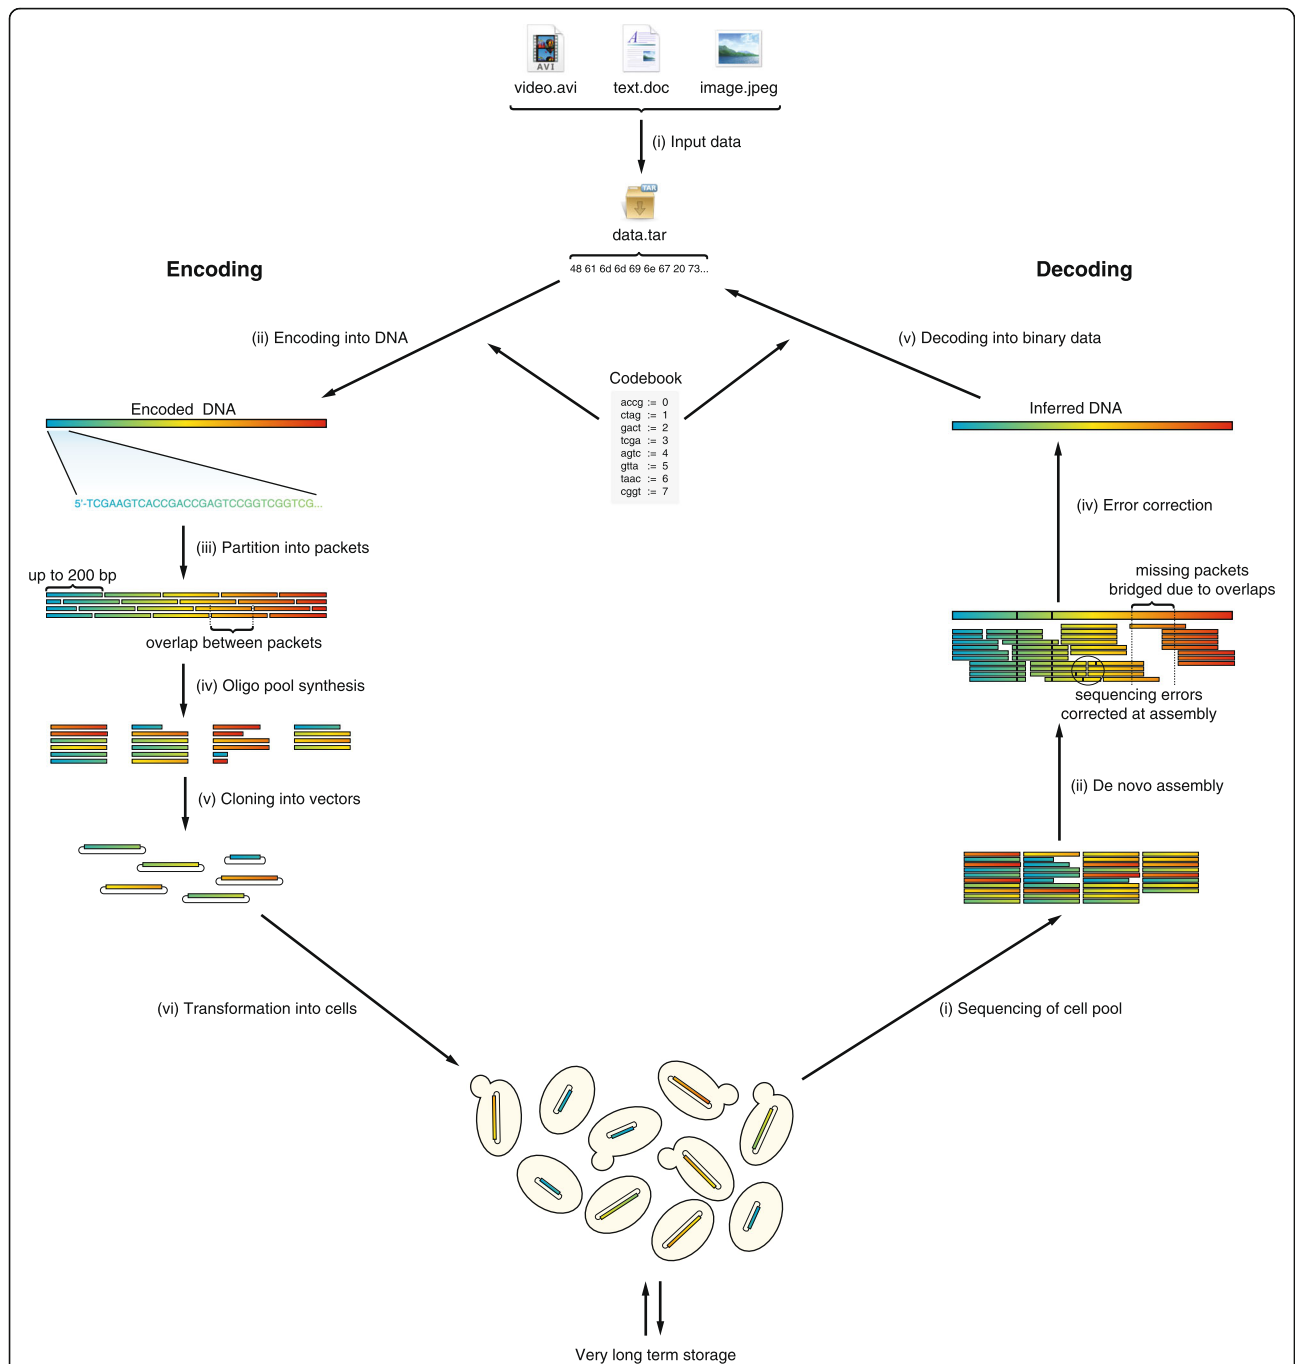 AVI
video.avi
text.doc
image.jpeg
(i) Input data
TAR
data.tar
48 61 6d 6d 69 6e 67 20 73...
Encoding
Decoding
(ii) Encoding into DNA
(v) Decoding into binary data
Codebook
accg := 0
ctag := 1
gact := 2
tcga := 3
agtc := 4
gtta := 5
taac := 6
cggt := 7
Encoded DNA
5'-TCGAAGTCACCGACCGAGTCCGGTCGGTCG...
(iii) Partition into packets
up to 200 bp
overlap between packets
(iv) Oligo pool synthesis
(v) Cloning into vectors
(vi) Transformation into cells
Inferred DNA
(iv) Error correction
missing packets
bridged due to overlaps
sequencing errors
corrected at assembly
(ii) De novo assembly
(i) Sequencing of cell pool
Very long term storage